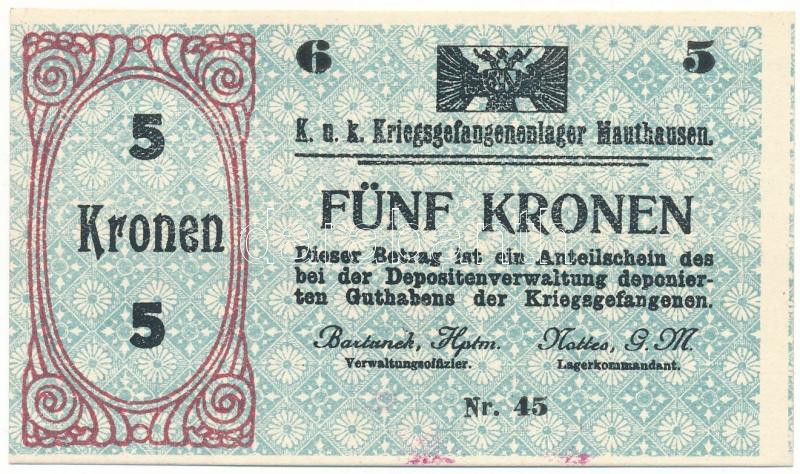 6 5
K. u. k. Kriegsgefangenenlager Mauthausen.
5
Kronen
5
FÜNF KRONEN
Dieser Betrag ist ein Anteilschein des
bei der Depositenverwaltung deponier-
ten Guthabens der Kriegsgefangenen.
Bartunek, Hptm. Nottes, G. M.
Verwaltungsoffizier. Lagerkommandant.
Nr. 45